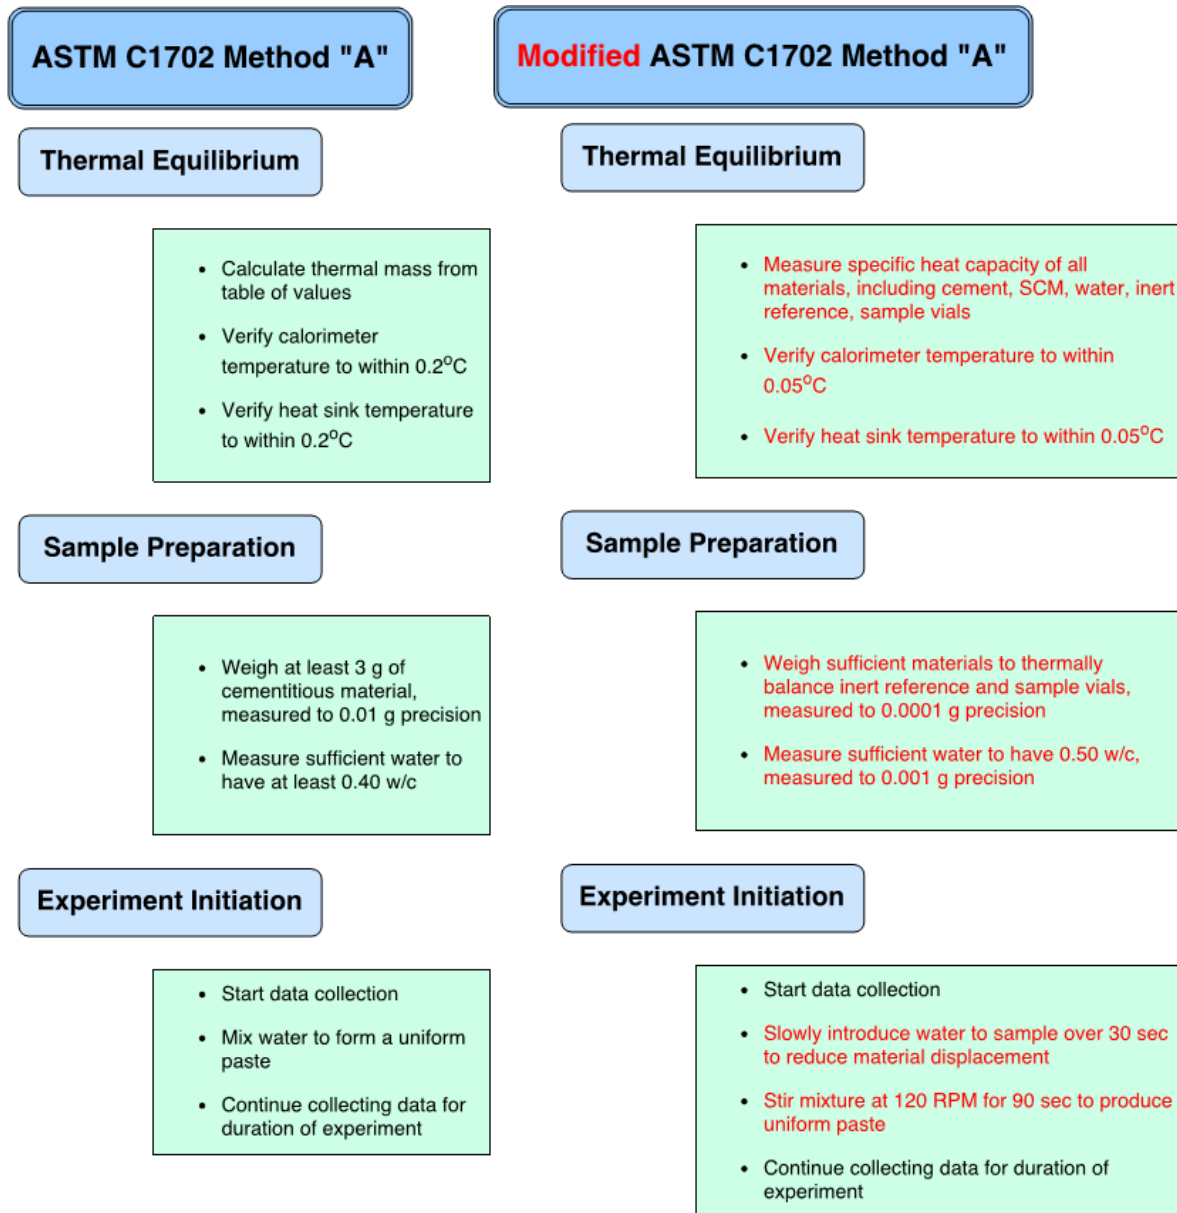 ASTM C1702 Method "A"
Thermal Equilibrium
• Calculate thermal mass from
table of values
• Verify calorimeter
temperature to within 0.2°C
• Verify heat sink temperature
to within 0.2°C
Sample Preparation
• Weigh at least 3 g of
cementitious material,
measured to 0.01 g precision
• Measure sufficient water to
have at least 0.40 w/c
Experiment Initiation
• Start data collection
• Mix water to form a uniform
paste
• Continue collecting data for
duration of experiment
Modified ASTM C1702 Method "A"
Thermal Equilibrium
• Measure specific heat capacity of all
materials, including cement, SCM, water, inert
reference, sample vials
• Verify calorimeter temperature to within
0.05°C
• Verify heat sink temperature to within 0.05°C
Sample Preparation
• Weigh sufficient materials to thermally
balance inert reference and sample vials,
measured to 0.0001 g precision
• Measure sufficient water to have 0.50 w/c,
measured to 0.001 g precision
Experiment Initiation
• Start data collection
• Slowly introduce water to sample over 30 sec
to reduce material displacement
• Stir mixture at 120 RPM for 90 sec to produce
uniform paste
• Continue collecting data for duration of
experiment